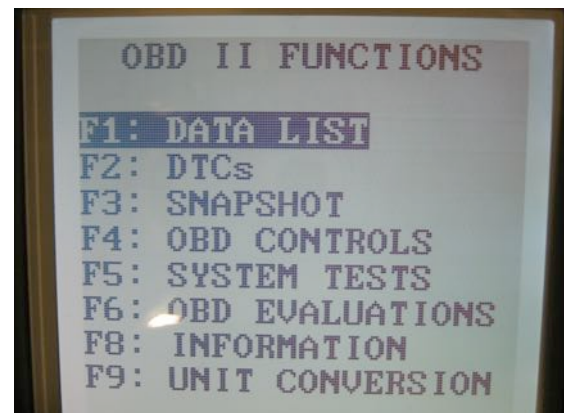 OBD II FUNCTIONS
F1: DATA LIST
F2: DTCs
F3: SNAPSHOT
F4: OBD CONTROLS
F5: SYSTEM TESTS
F6: OBD EVALUATIONS
F8: INFORMATION
F9: UNIT CONVERSION